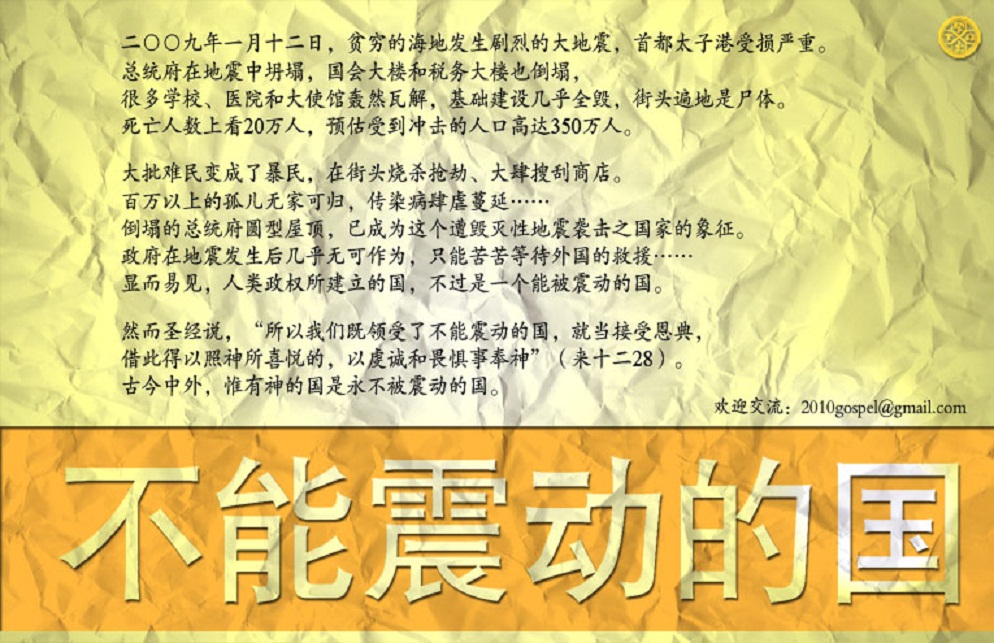 二〇〇九年一月十二日，贫穷的海地发生剧烈的大地震，首都太子港受损严重。
总统府在地震中坍塌，国会大楼和税务大楼也倒塌，
很多学校、医院和大使馆轰然瓦解，基础建设几乎全毁，街头遍地是尸体。
死亡人数上看20万人，预估受到冲击的人口高达350万人。
大批难民变成了暴民，在街头烧杀抢劫、大肆搜刮商店。
百万以上的孤儿无家可归，传染病肆虐蔓延……
倒塌的总统府圆型屋顶，已成为这个遭毁灭性地震袭击之国家的象征。
政府在地震发生后几乎无可作为，只能苦苦等待外国的救援……
显而易见，人类政权所建立的国，不过是一个能被震动的国。
然而圣经说，“所以我们既领受了不能震动的国，就当接受恩典，
借此得以照神所喜悦的，以虔诚和畏惧事奉神”（来十二28）。
古今中外，惟有神的国是永不被震动的国。
欢迎交流：2010gospel@gmail.com
不能震动的国